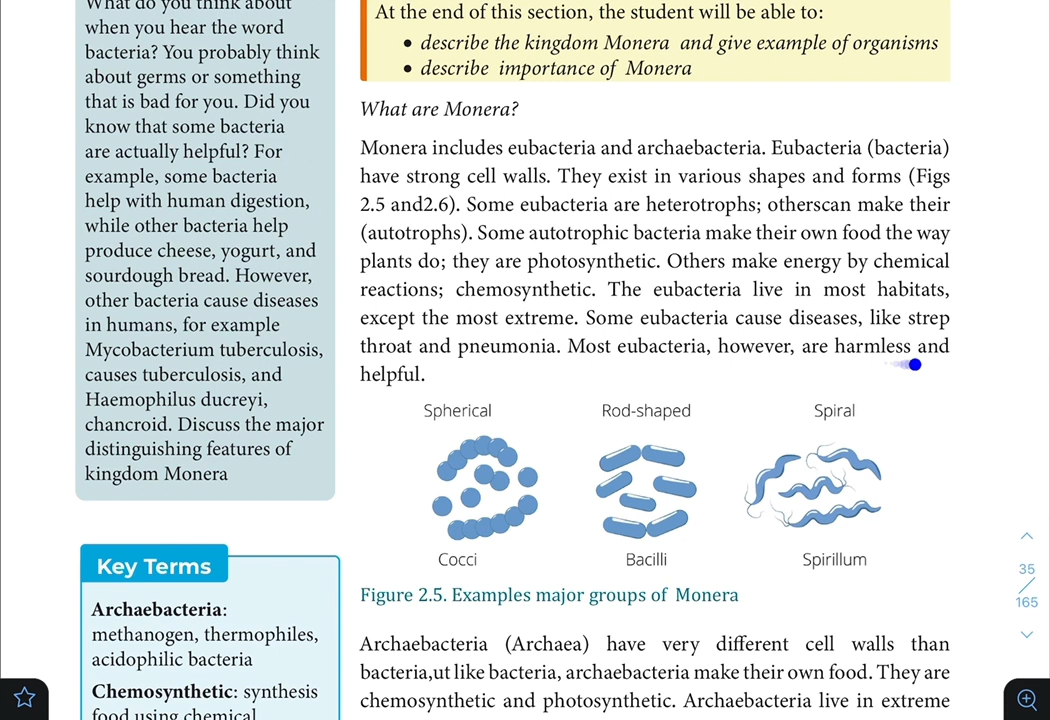 What do you think about
when you hear the word
bacteria? You probably think
about germs or something
that is bad for you. Did you
know that some bacteria
are actually helpful? For
example, some bacteria
help with human digestion,
while other bacteria help
produce cheese, yogurt, and
sourdough bread. However,
other bacteria cause diseases
in humans, for example
Mycobacterium tuberculosis,
causes tuberculosis, and
Haemophilus ducreyi,
chancroid. Discuss the major
distinguishing features of
kingdom Monera
Key Terms
Archaebacteria:
methanogen, thermophiles,
acidophilic bacteria
Chemosynthetic: synthesis
food using chemical
At the end of this section, the student will be able to:
• describe the kingdom Monera and give example of organisms
• describe importance of Monera
What are Monera?
Monera includes eubacteria and archaebacteria. Eubacteria (bacteria)
have strong cell walls. They exist in various shapes and forms (Figs
2.5 and2.6). Some eubacteria are heterotrophs; otherscan make their
(autotrophs). Some autotrophic bacteria make their own food the way
plants do; they are photosynthetic. Others make energy by chemical
reactions; chemosynthetic. The eubacteria live in most habitats,
except the most extreme. Some eubacteria cause diseases, like strep
throat and pneumonia. Most eubacteria, however, are harmless and
helpful.
Spherical Rod-shaped Spiral
Cocci Bacilli Spirillum
Figure 2.5. Examples major groups of Monera
Archaebacteria (Archaea) have very different cell walls than
bacteria,ut like bacteria, archaebacteria make their own food. They are
chemosynthetic and photosynthetic. Archaebacteria live in extreme
35
165